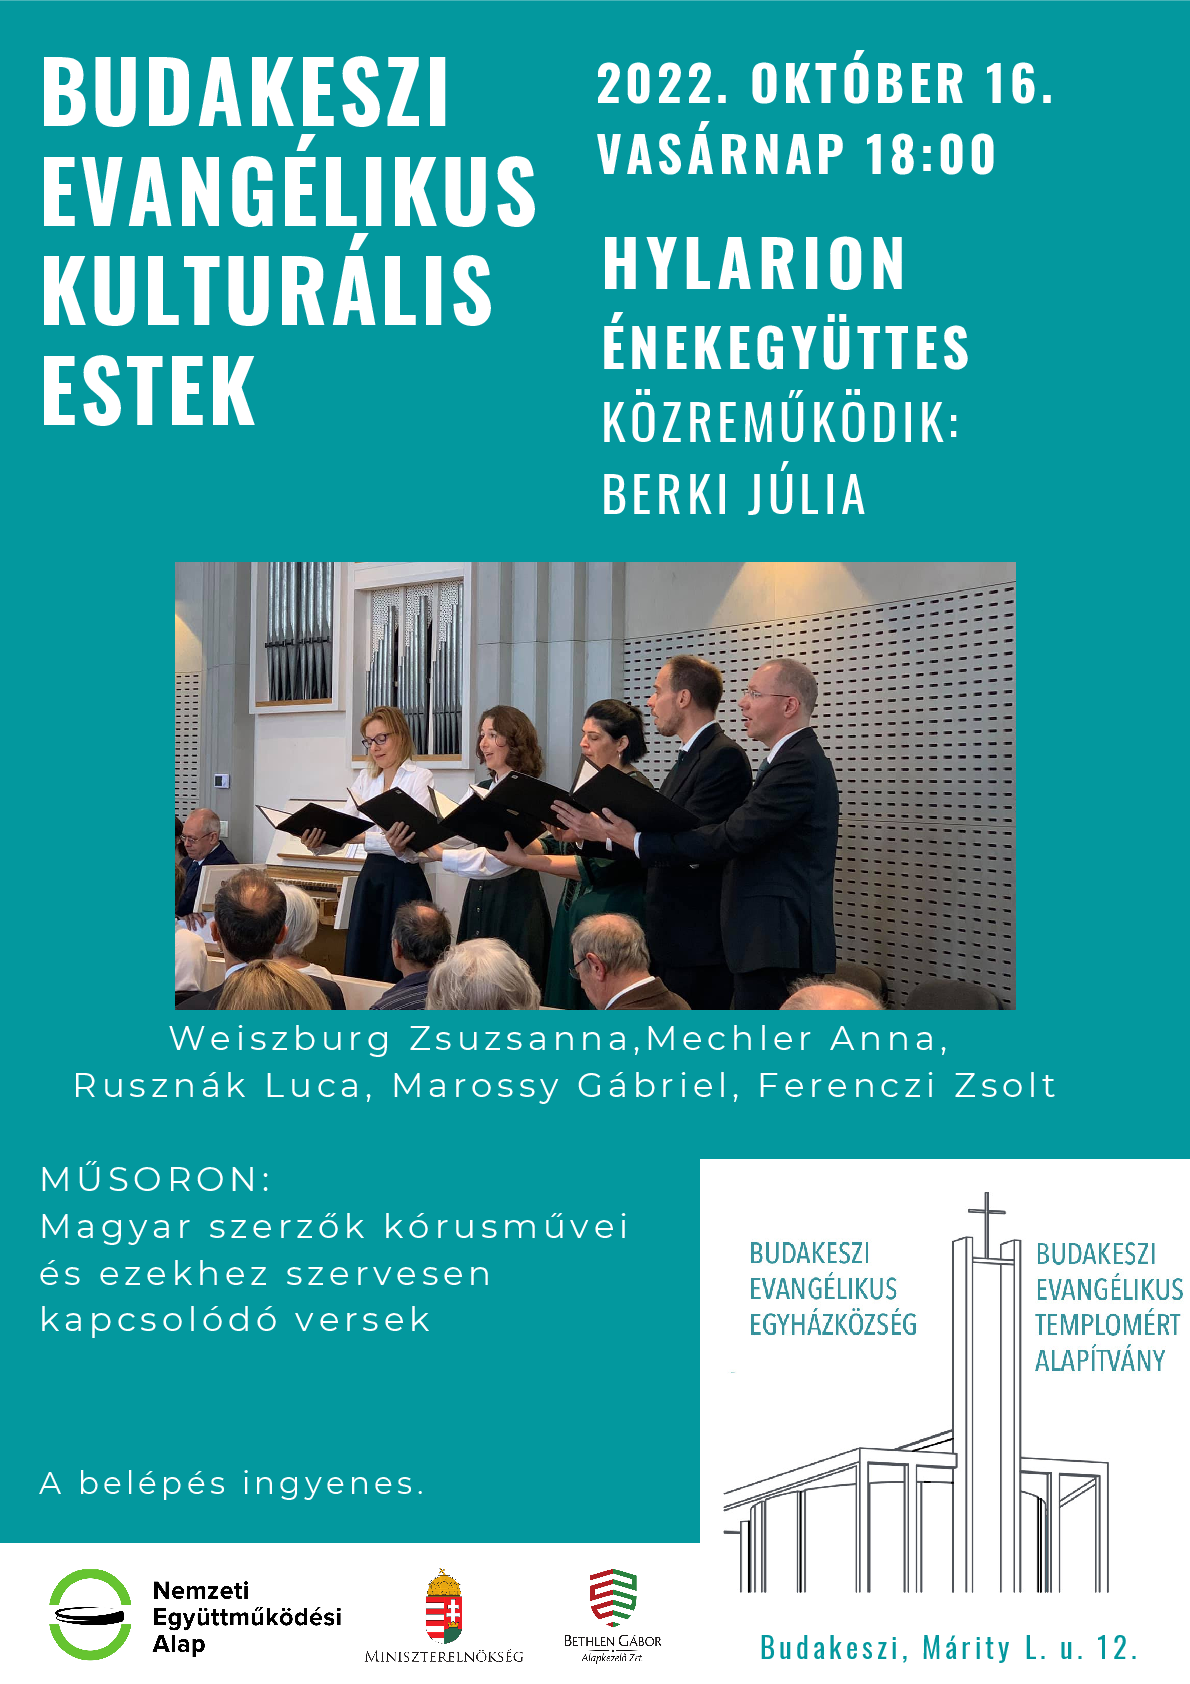 BUDAKESZI
EVANGÉLIKUS
KULTURÁLIS
ESTEK
2022. OKTÓBER 16.
VASÁRNAP 18:00
HYLARION
ÉNEKEGYÜTTES
KÖZREMŰKÖDIK:
BERKI JÚLIA
Weiszburg Zsuzsanna,Mechler Anna,
Rusznák Luca, Marossy Gábriel, Ferenczi Zsolt
MŰSORON:
Magyar szerzők kórusművei
és ezekhez szervesen
kapcsolódó versek
A belépés ingyenes.
BUDAKESZI
EVANGÉLIKUS
EGYHÁZKÖZSÉG
BUDAKESZI
EVANGÉLIKUS
TEMPLOMÉRT
ALAPÍTVÁNY
Nemzeti
Együttműködési
Alap
MINISZTERELNÖKSÉG
BETHLEN GÁBOR
Alapkezelő Zrt.
Budakeszi, Márity L. u. 12.